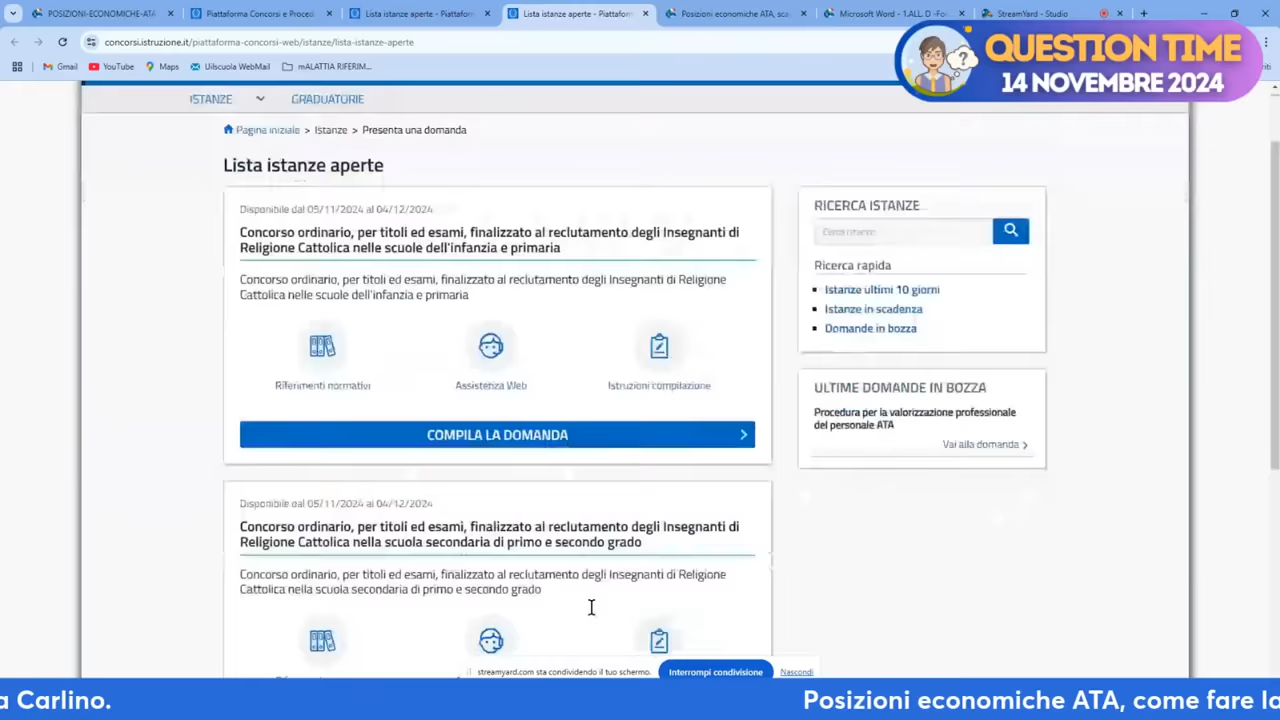 POSIZIONI-ECONOMICHE-ATA
Piattaforma Concorsi e Proced
Lista istanze aperte - Piattaform
Lista istanze aperte - Piattaform
Posizioni economiche ATA, sca
Microsoft Word - 1.ALL. D -Fo
StreamYard - Studio
concorsi.istruzione.it/piattaforma-concorsi-web/istanze/lista-istanze-aperte
Gmail
YouTube
Maps
Uilscuola WebMail
mALATTIA RIFERIM...
QUESTION TIME
14 NOVEMBRE 2024
ISTANZE
GRADUATORIE
Pagina iniziale > Istanze > Presenta una domanda
Lista istanze aperte
Disponibile dal 05/11/2024 al 04/12/2024
Concorso ordinario, per titoli ed esami, finalizzato al reclutamento degli Insegnanti di
Religione Cattolica nelle scuole dell'infanzia e primaria
Concorso ordinario, per titoli ed esami, finalizzato al reclutamento degli Insegnanti di Religione
Cattolica nelle scuole dell'infanzia e primaria
Riferimenti normativi
Assistenza Web
Istruzioni compilazione
COMPILA LA DOMANDA
Disponibile dal 05/11/2024 al 04/12/2024
Concorso ordinario, per titoli ed esami, finalizzato al reclutamento degli Insegnanti di
Religione Cattolica nella scuola secondaria di primo e secondo grado
Concorso ordinario, per titoli ed esami, finalizzato al reclutamento degli Insegnanti di Religione
Cattolica nella scuola secondaria di primo e secondo grado
RICERCA ISTANZE
Cerca istanze
Ricerca rapida
Istanze ultimi 10 giorni
Istanze in scadenza
Domande in bozza
ULTIME DOMANDE IN BOZZA
Procedura per la valorizzazione professionale
del personale ATA
Vai alla domanda
streamyard.com sta condividendo il tuo schermo.
Interrompi condivisione
Nascondi
a Carlino.
Posizioni economiche ATA, come fare lo